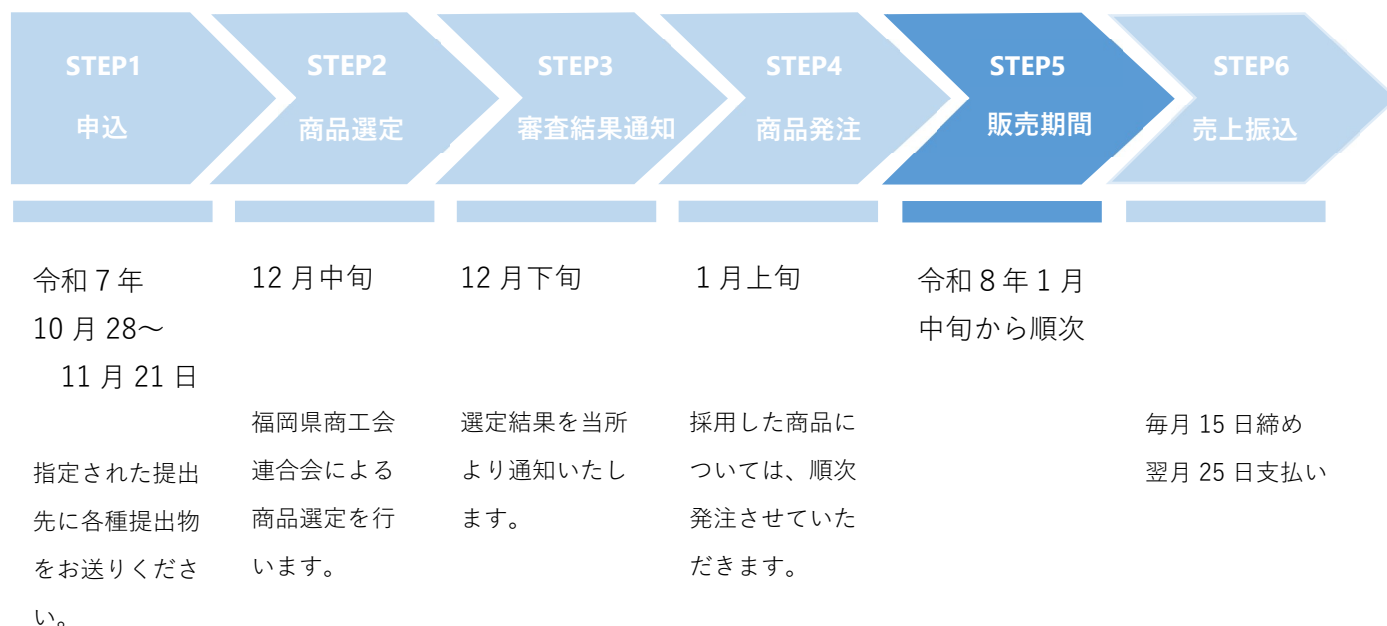 STEP1
申込
STEP2
商品選定
STEP3
審査結果通知
STEP4
商品発注
STEP5
販売期間
STEP6
売上振込
令和 7 年
10 月 28～
11 月 21 日
指定された提出
先に各種提出物
をお送りくださ
い。
12 月中旬
福岡県商工会
連合会による
商品選定を行
います。
12 月下旬
選定結果を当所
より通知いたし
ます。
1 月上旬
採用した商品に
ついては、順次
発注させていた
だきます。
令和 8 年 1 月
中旬から順次
毎月 15 日締め
翌月 25 日支払い